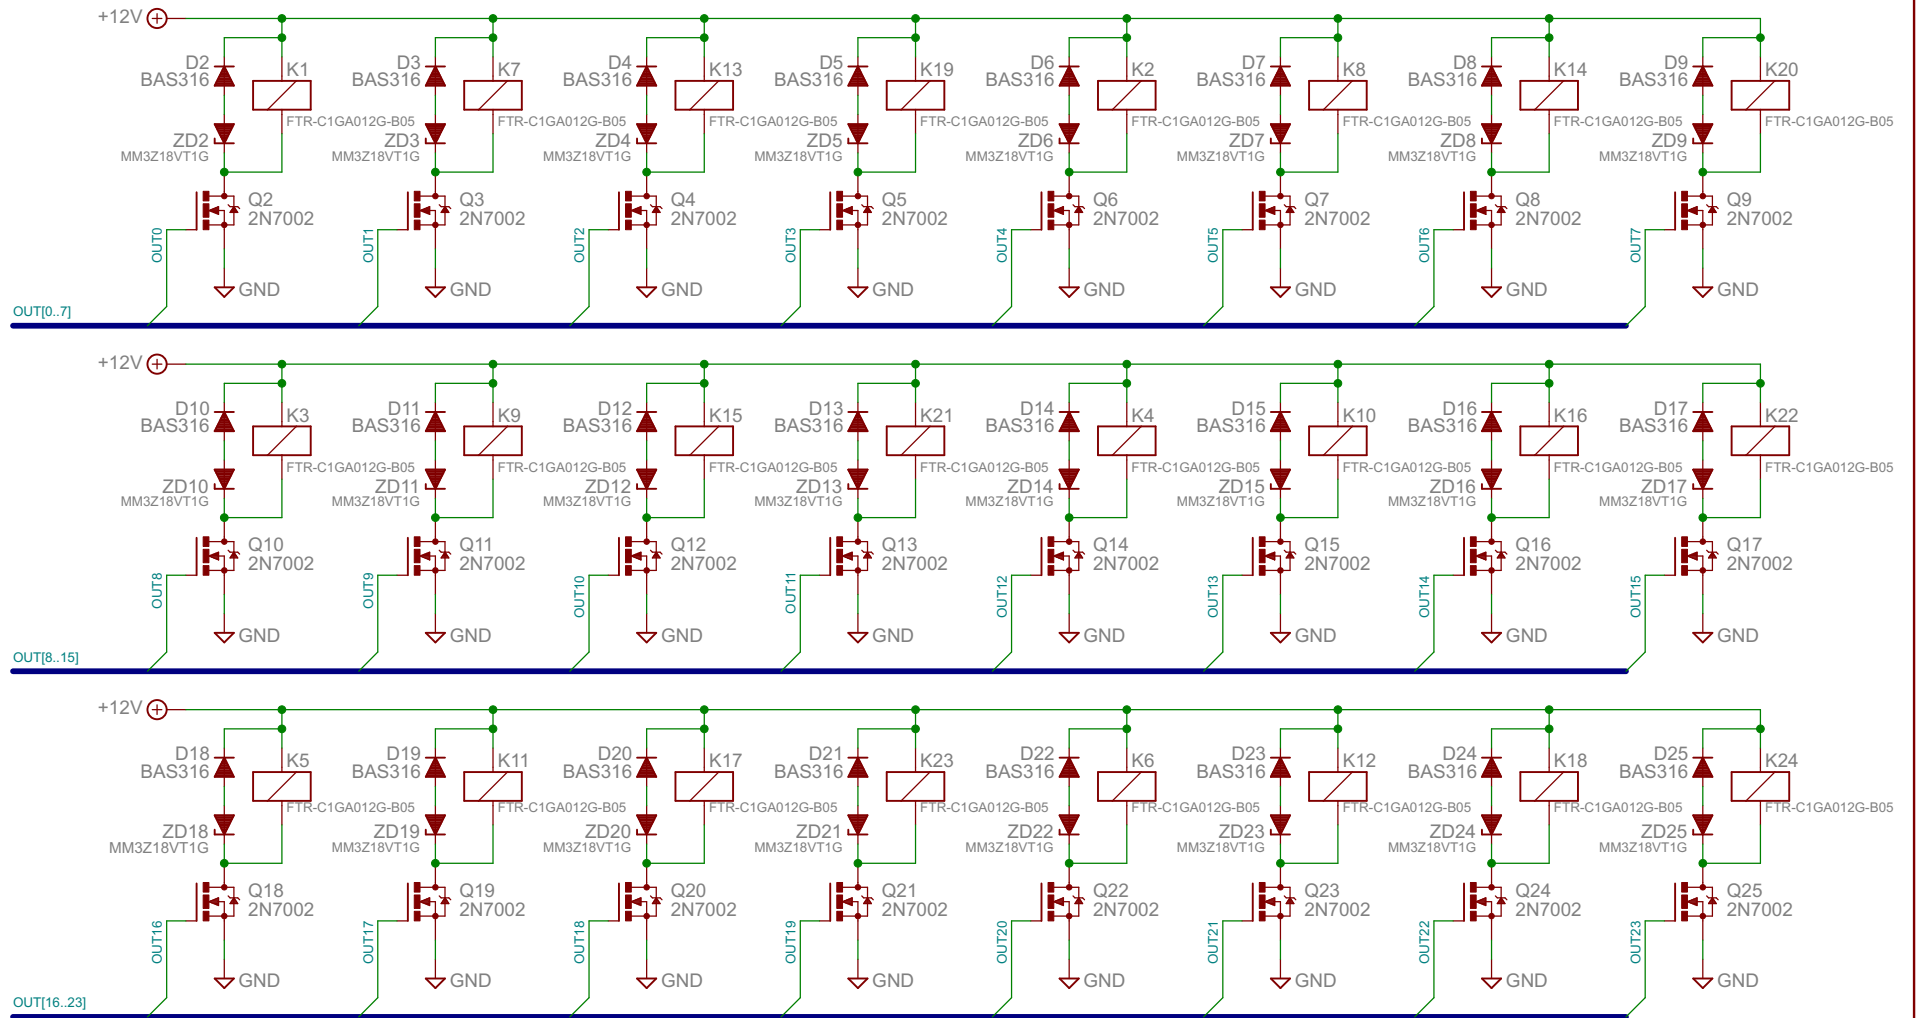 +12V
D2
BAS316
K1
FTR-C1GA012G-B05
ZD2
MM3Z18VT1G
Q2
2N7002
OUT0
GND
D3
BAS316
K7
FTR-C1GA012G-B05
ZD3
MM3Z18VT1G
Q3
2N7002
OUT1
GND
D4
BAS316
K13
FTR-C1GA012G-B05
ZD4
MM3Z18VT1G
Q4
2N7002
OUT2
GND
D5
BAS316
K19
FTR-C1GA012G-B05
ZD5
MM3Z18VT1G
Q5
2N7002
OUT3
GND
D6
BAS316
K2
FTR-C1GA012G-B05
ZD6
MM3Z18VT1G
Q6
2N7002
OUT4
GND
D7
BAS316
K8
FTR-C1GA012G-B05
ZD7
MM3Z18VT1G
Q7
2N7002
OUT5
GND
D8
BAS316
K14
FTR-C1GA012G-B05
ZD8
MM3Z18VT1G
Q8
2N7002
OUT6
GND
D9
BAS316
K20
FTR-C1GA012G-B05
ZD9
MM3Z18VT1G
Q9
2N7002
OUT7
GND
OUT[0..7]
+12V
D10
BAS316
K3
FTR-C1GA012G-B05
ZD10
MM3Z18VT1G
Q10
2N7002
OUT8
GND
D11
BAS316
K9
FTR-C1GA012G-B05
ZD11
MM3Z18VT1G
Q11
2N7002
OUT9
GND
D12
BAS316
K15
FTR-C1GA012G-B05
ZD12
MM3Z18VT1G
Q12
2N7002
OUT10
GND
D13
BAS316
K21
FTR-C1GA012G-B05
ZD13
MM3Z18VT1G
Q13
2N7002
OUT11
GND
D14
BAS316
K4
FTR-C1GA012G-B05
ZD14
MM3Z18VT1G
Q14
2N7002
OUT12
GND
D15
BAS316
K10
FTR-C1GA012G-B05
ZD15
MM3Z18VT1G
Q15
2N7002
OUT13
GND
D16
BAS316
K16
FTR-C1GA012G-B05
ZD16
MM3Z18VT1G
Q16
2N7002
OUT14
GND
D17
BAS316
K22
FTR-C1GA012G-B05
ZD17
MM3Z18VT1G
Q17
2N7002
OUT15
GND
OUT[8..15]
+12V
D18
BAS316
K5
FTR-C1GA012G-B05
ZD18
MM3Z18VT1G
Q18
2N7002
OUT16
GND
D19
BAS316
K11
FTR-C1GA012G-B05
ZD19
MM3Z18VT1G
Q19
2N7002
OUT17
GND
D20
BAS316
K17
FTR-C1GA012G-B05
ZD20
MM3Z18VT1G
Q20
2N7002
OUT18
GND
D21
BAS316
K23
FTR-C1GA012G-B05
ZD21
MM3Z18VT1G
Q21
2N7002
OUT19
GND
D22
BAS316
K6
FTR-C1GA012G-B05
ZD22
MM3Z18VT1G
Q22
2N7002
OUT20
GND
D23
BAS316
K12
FTR-C1GA012G-B05
ZD23
MM3Z18VT1G
Q23
2N7002
OUT21
GND
D24
BAS316
K18
FTR-C1GA012G-B05
ZD24
MM3Z18VT1G
Q24
2N7002
OUT22
GND
D25
BAS316
K24
FTR-C1GA012G-B05
ZD25
MM3Z18VT1G
Q25
2N7002
OUT23
GND
OUT[16..23]